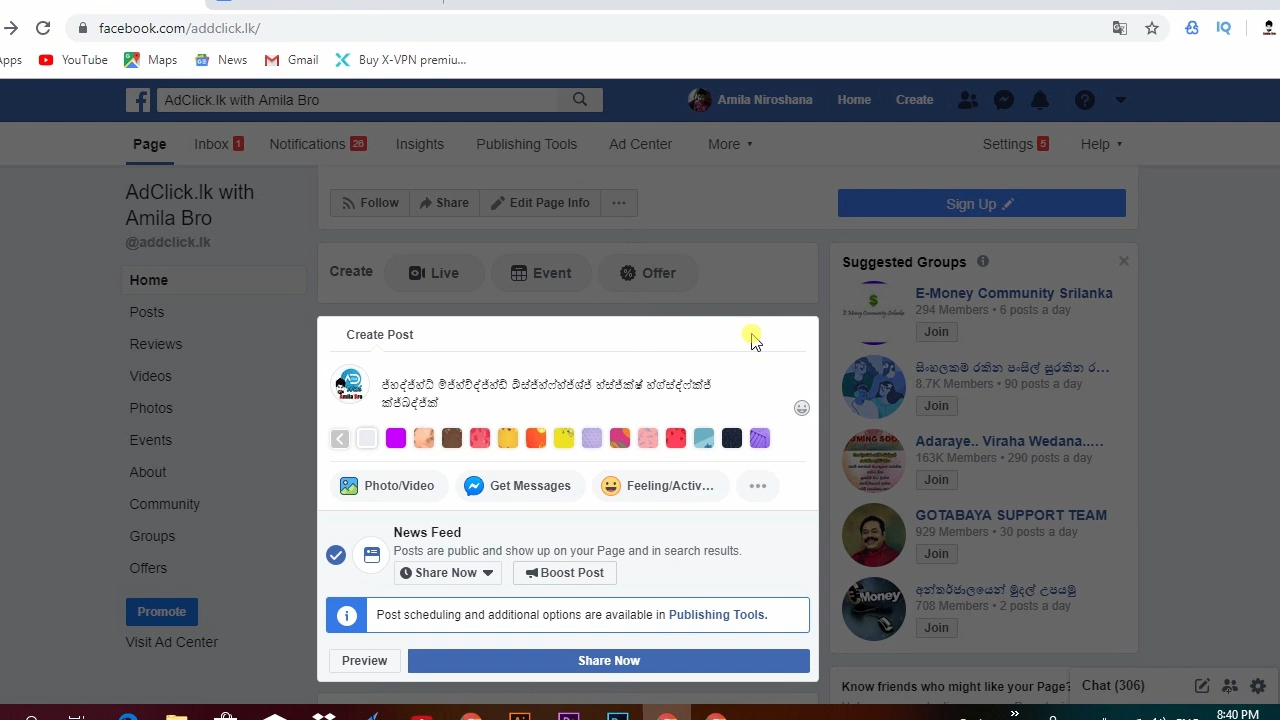 facebook.com/addclick.lk/
Apps YouTube Maps News Gmail Buy X-VPN premiu...
AdClick.lk with Amila Bro
Amila Niroshana Home Create
Page Inbox 1 Notifications 26 Insights Publishing Tools Ad Center More Settings 5 Help
AdClick.lk with
Amila Bro
@addclick.lk
Home
Posts
Reviews
Videos
Photos
Events
About
Community
Groups
Offers
Promote
Visit Ad Center
Follow Share Edit Page Info ...
Sign Up
Create Live Event Offer
Create Post
Photo/Video Get Messages Feeling/Activ... ...
News Feed
Posts are public and show up on your Page and in search results.
Share Now Boost Post
Post scheduling and additional options are available in Publishing Tools.
Preview Share Now
Suggested Groups
E-Money Community Srilanka
294 Members • 6 posts a day
Join
සිංහලකම රකින පංසිල් සුරකින ර...
8.7K Members • 90 posts a day
Join
Adaraye.. Viraha Wedana.....
163K Members • 290 posts a day
Join
GOTABAYA SUPPORT TEAM
929 Members • 30 posts a day
Join
අන්තර්ජාලයෙන් මුදල් උපයමු
708 Members • 2 posts a day
Join
Know friends who might like your Page?
Chat (306)
8:40 PM